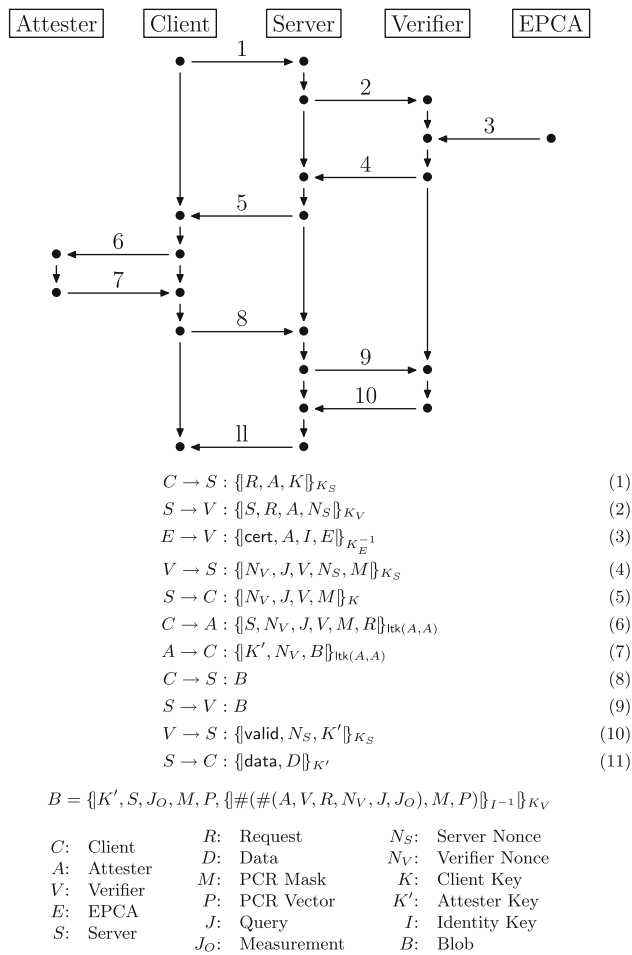 Attester Client Server Verifier EPCA
1
2
3
4
5
6
7
8
9
10
ll
C → S : {|R, A, K|}_{K_S} (1)
S → V : {|S, R, A, N_S|}_{K_V} (2)
E → V : {|cert, A, I, E|}_{K_E^{-1}} (3)
V → S : {|N_V, J, V, N_S, M|}_{K_S} (4)
S → C : {|N_V, J, V, M|}_K (5)
C → A : {|S, N_V, J, V, M, R|}_{ltk(A,A)} (6)
A → C : {|K′, N_V, B|}_{ltk(A,A)} (7)
C → S : B (8)
S → V : B (9)
V → S : {|valid, N_S, K′|}_{K_S} (10)
S → C : {|data, D|}_{K′} (11)
B = {|K′, S, J_O, M, P, {|#(#(A, V, R, N_V, J, J_O), M, P)|}_{I^{-1}}|}_{K_V}
C: Client
A: Attester
V: Verifier
E: EPCA
S: Server
R: Request
D: Data
M: PCR Mask
P: PCR Vector
J: Query
J_O: Measurement
N_S: Server Nonce
N_V: Verifier Nonce
K: Client Key
K′: Attester Key
I: Identity Key
B: Blob